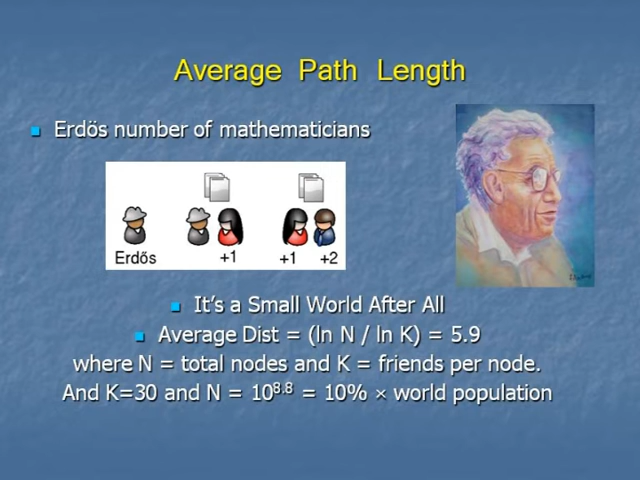 Average Path Length
Erdös number of mathematicians
Erdős +1 +1 +2
It's a Small World After All
Average Dist = (ln N / ln K) = 5.9
where N = total nodes and K = friends per node.
And K=30 and N = 10^8.8 = 10% × world population